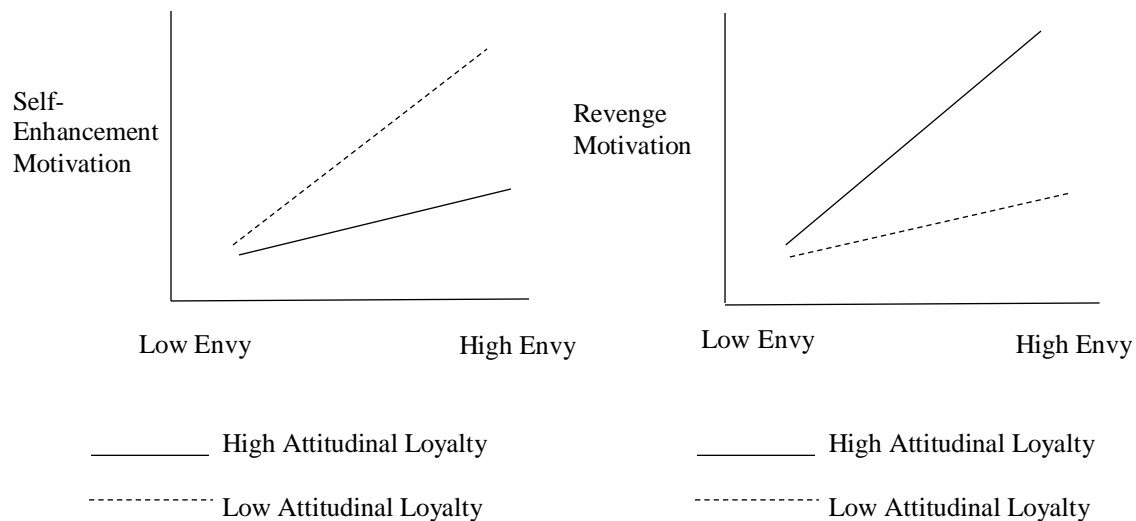 Self-
Enhancement
Motivation
Low Envy
High Envy
High Attitudinal Loyalty
Low Attitudinal Loyalty
Revenge
Motivation
Low Envy
High Envy
High Attitudinal Loyalty
Low Attitudinal Loyalty